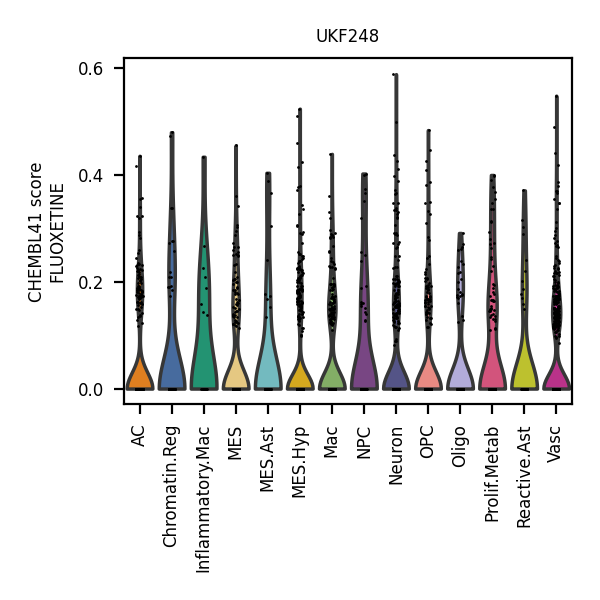 UKF248
CHEMBL41 score
FLUOXETINE
0.6
0.4
0.2
0.0
AC
Chromatin.Reg
Inflammatory.Mac
MES
MES.Ast
MES.Hyp
Mac
NPC
Neuron
OPC
Oligo
Prolif.Metab
Reactive.Ast
Vasc